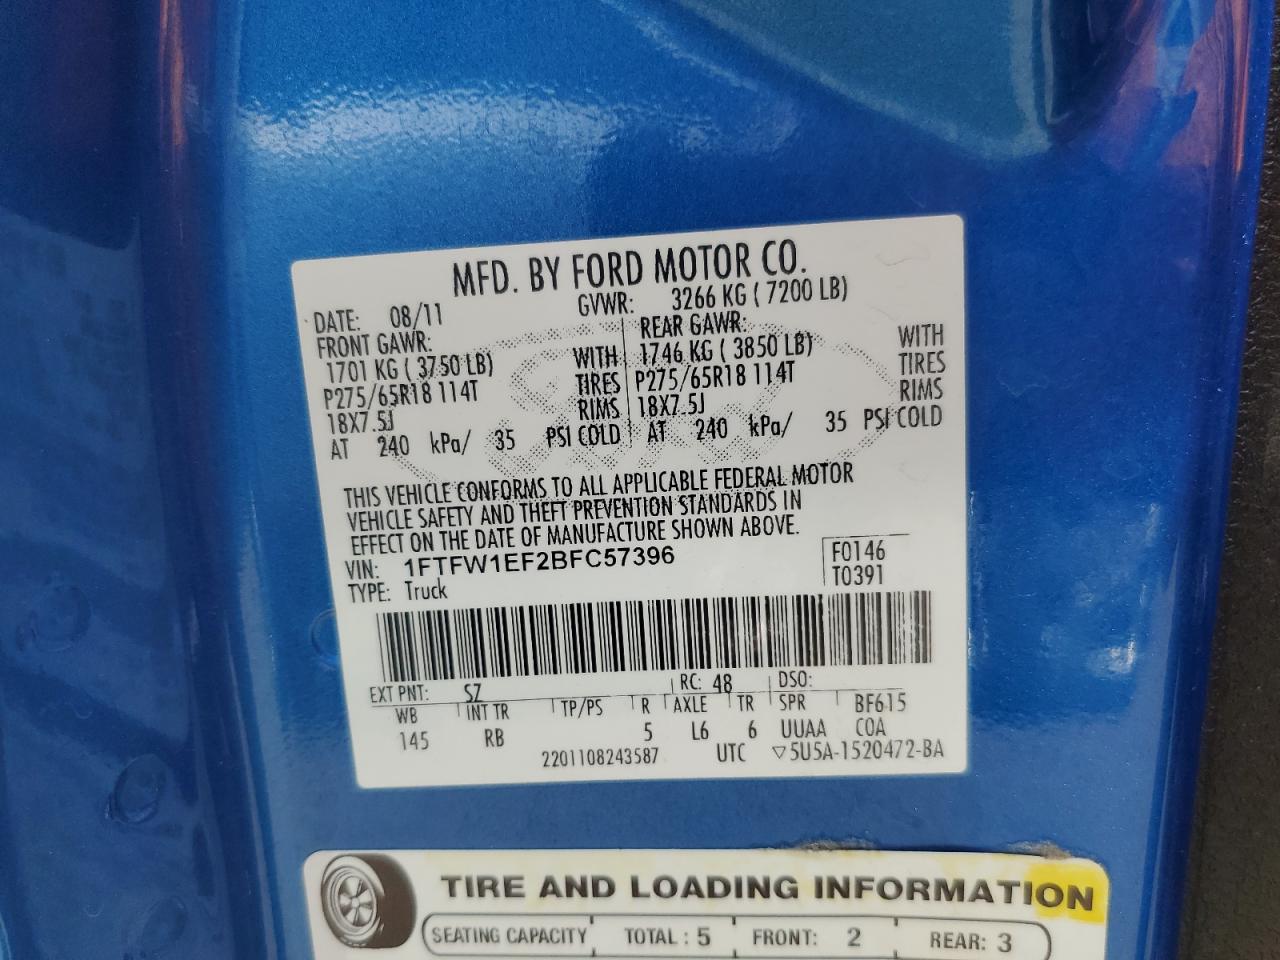 MFD. BY FORD MOTOR CO.
DATE: 08/11 GVWR: 3266 KG ( 7200 LB)
FRONT GAWR: REAR GAWR:
1701 KG ( 3750 LB) WITH 1746 KG ( 3850 LB) WITH
P275/65R18 114T TIRES P275/65R18 114T TIRES
18X7.5J RIMS 18X7.5J RIMS
AT 240 kPa/ 35 PSI COLD AT 240 kPa/ 35 PSI COLD
THIS VEHICLE CONFORMS TO ALL APPLICABLE FEDERAL MOTOR
VEHICLE SAFETY AND THEFT PREVENTION STANDARDS IN
EFFECT ON THE DATE OF MANUFACTURE SHOWN ABOVE.
VIN: 1FTFW1EF2BFC57396 F0146
TYPE: Truck T0391
EXT PNT: SZ RC: 48 DSO:
WB INT TR TP/PS R AXLE TR SPR BF615
145 RB 5 L6 6 UUAA COA
2201108243587 UTC ▽5U5A-1520472-BA
TIRE AND LOADING INFORMATION
SEATING CAPACITY TOTAL : 5 FRONT: 2 REAR: 3